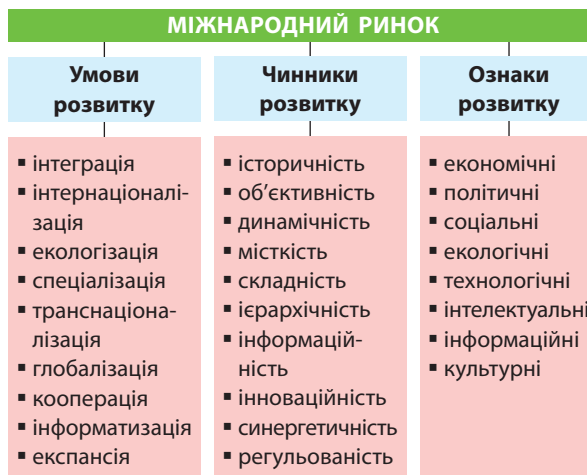 МІЖНАРОДНИЙ РИНОК
Умови
розвитку
▪ інтеграція
▪ інтернаціоналі-
зація
▪ екологізація
▪ спеціалізація
▪ транснаціона-
лізація
▪ глобалізація
▪ кооперація
▪ інформатизація
▪ експансія
Чинники
розвитку
▪ історичність
▪ об’єктивність
▪ динамічність
▪ місткість
▪ складність
▪ ієрархічність
▪ інформацій-
ність
▪ інноваційність
▪ синергетичність
▪ регульованість
Ознаки
розвитку
▪ економічні
▪ політичні
▪ соціальні
▪ екологічні
▪ технологічні
▪ інтелектуальні
▪ інформаційні
▪ культурні